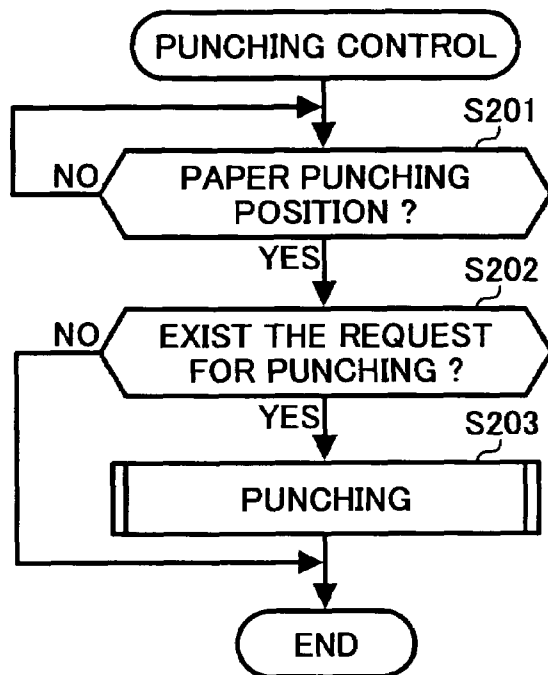 PUNCHING CONTROL
S201
NO
PAPER PUNCHING
POSITION ?
YES
S202
NO
EXIST THE REQUEST
FOR PUNCHING ?
YES
S203
PUNCHING
END